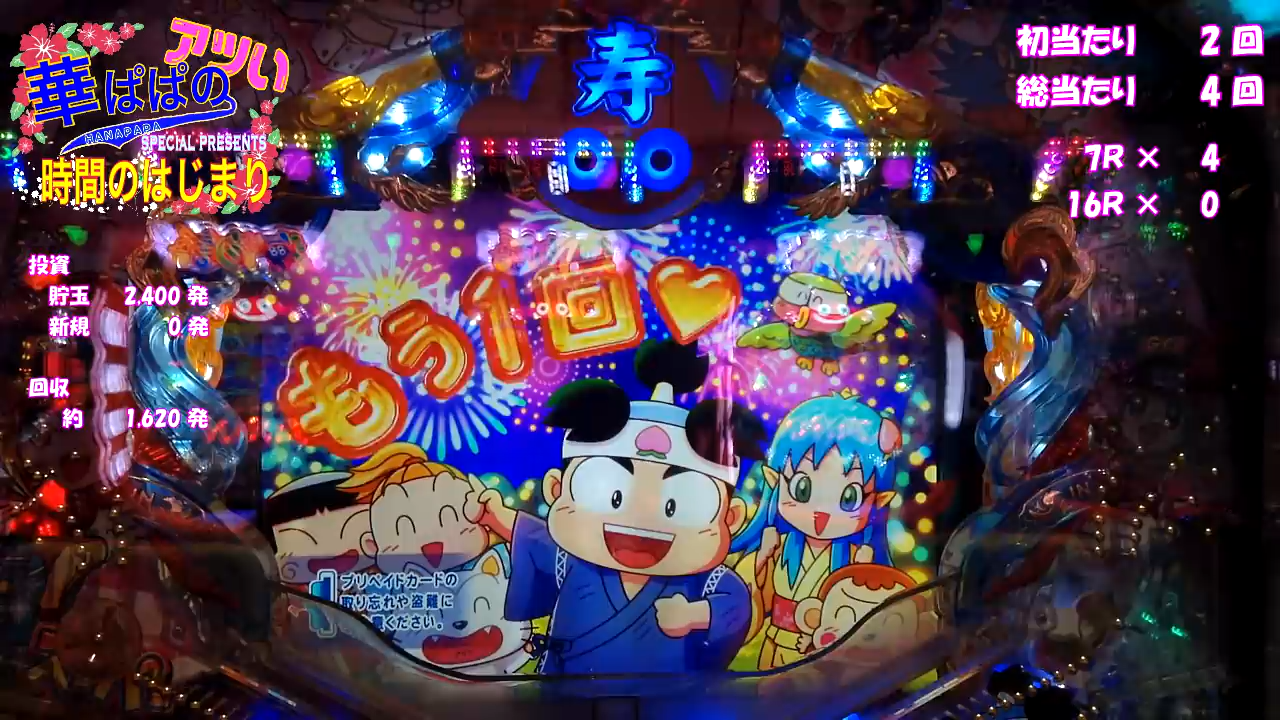 アツい
華ぱぱの
HANAPAPA
SPECIAL PRESENTS
時間のはじまり
寿
初当たり 2 回
総当たり 4 回
7R × 4
16R × 0
投資
貯玉 2,400 発
新規 0 発
回収
約 1,620 発
もう1回
プリペイドカードの
取り忘れや盗難に
ください。